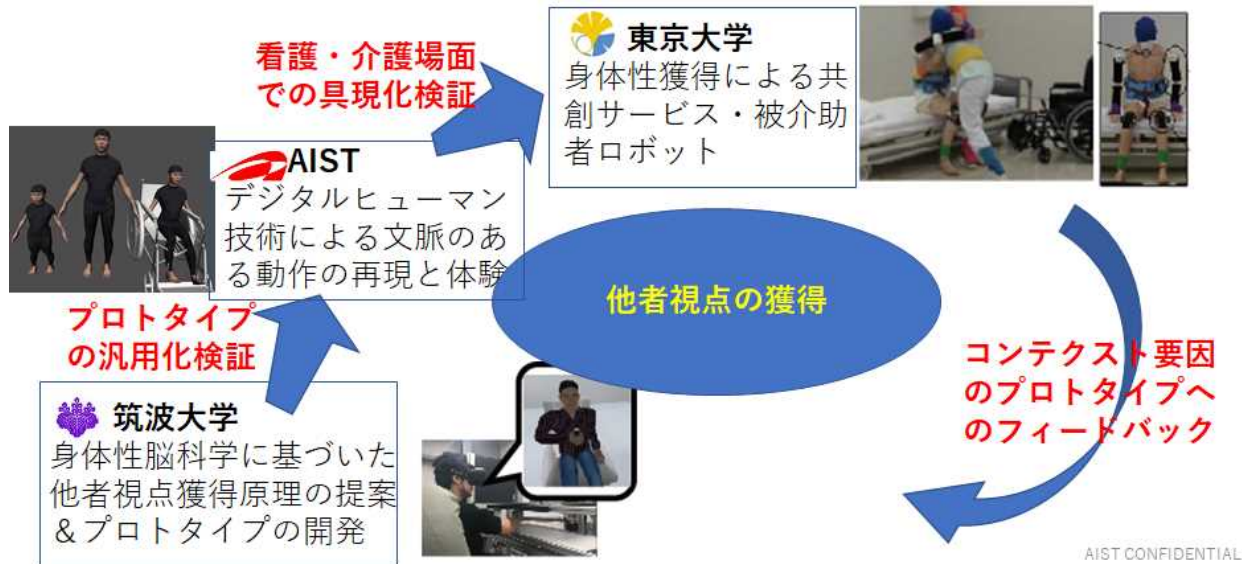 東京大学
身体性獲得による共
創サービス・被介助
者ロボット
看護・介護場面
での具現化検証
AIST
デジタルヒューマン
技術による文脈のあ
る動作の再現と体験
他者視点の獲得
プロトタイプ
の汎用化検証
コンテクスト要因
のプロトタイプへ
のフィードバック
筑波大学
身体性脳科学に基づいた
他者視点獲得原理の提案
＆プロトタイプの開発
AIST CONFIDENTIAL